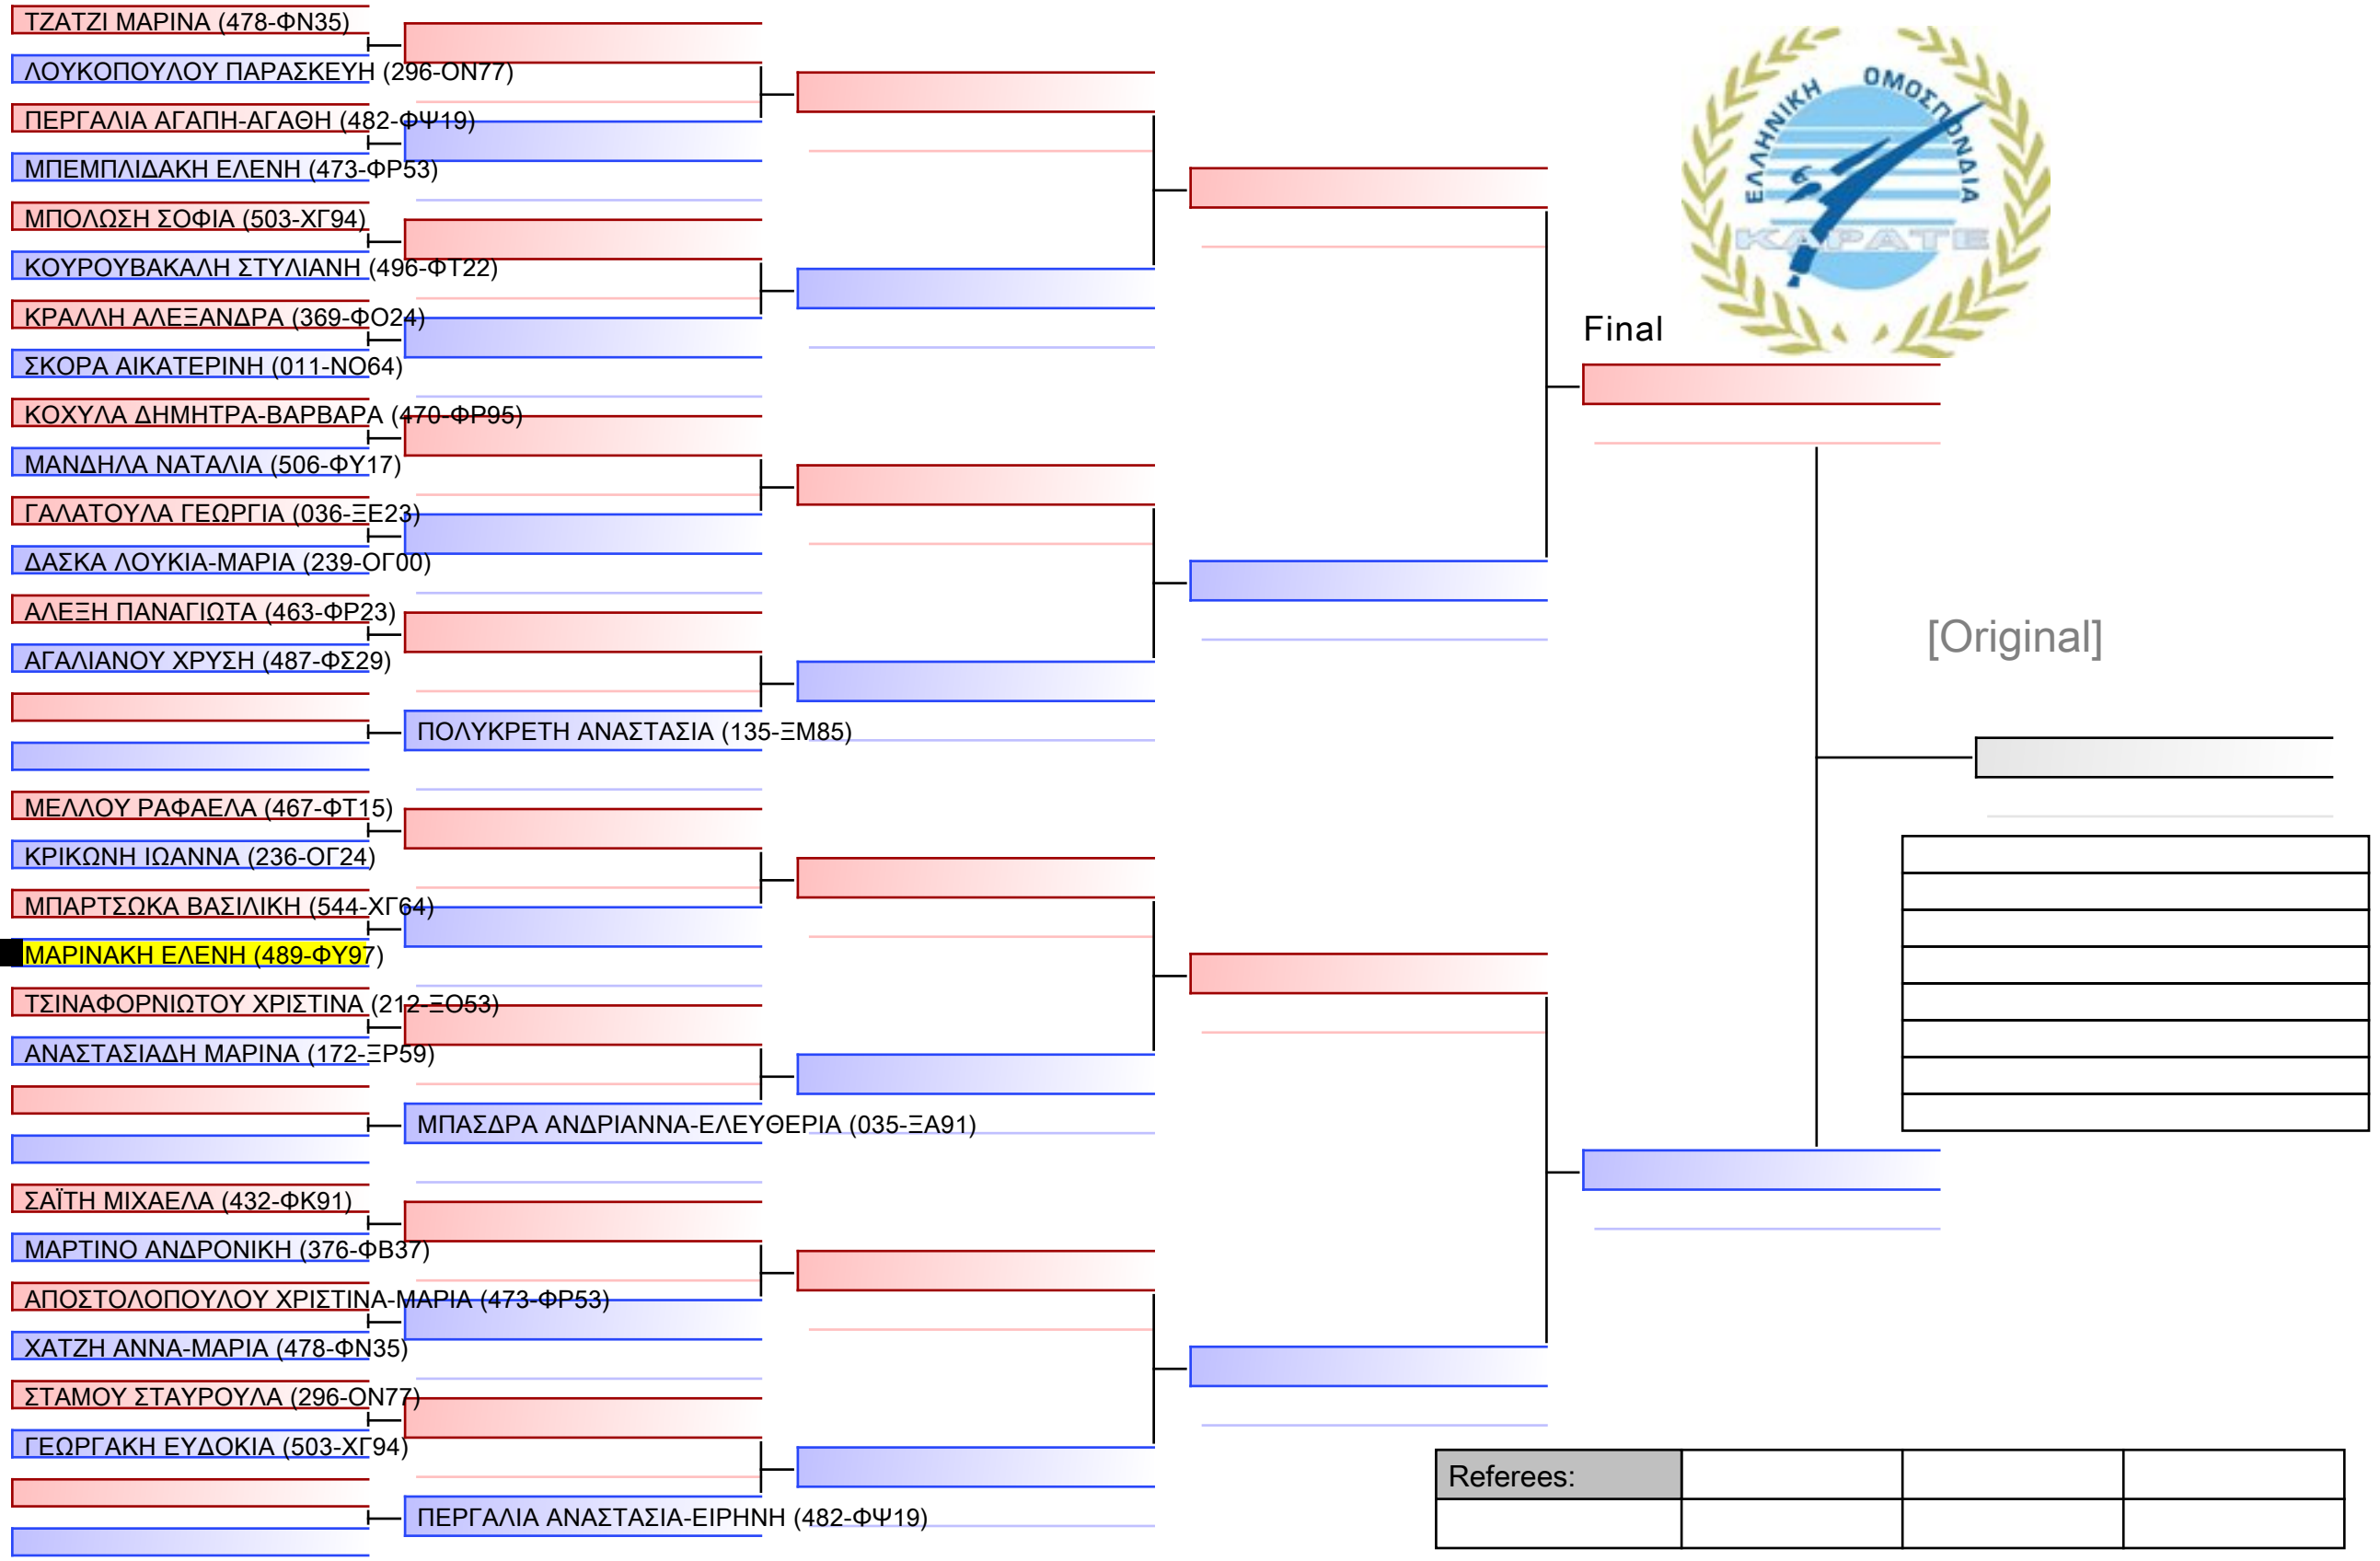 ΤΖΑΤΖΙ ΜΑΡΙΝΑ (478-ΦΝ35)
ΛΟΥΚΟΠΟΥΛΟΥ ΠΑΡΑΣΚΕΥΗ (296-ΟΝ77)
ΠΕΡΓΑΛΙΑ ΑΓΑΠΗ-ΑΓΑΘΗ (482-ΦΨ19)
ΜΠΕΜΠΛΙΔΑΚΗ ΕΛΕΝΗ (473-ΦΡ53)
ΜΠΟΛΩΣΗ ΣΟΦΙΑ (503-ΧΓ94)
ΚΟΥΡΟΥΒΑΚΑΛΗ ΣΤΥΛΙΑΝΗ (496-ΦΤ22)
ΚΡΑΛΛΗ ΑΛΕΞΑΝΔΡΑ (369-ΦΟ24)
ΣΚΟΡΑ ΑΙΚΑΤΕΡΙΝΗ (011-ΝΟ64)
ΚΟΧΥΛΑ ΔΗΜΗΤΡΑ-ΒΑΡΒΑΡΑ (470-ΦΡ95)
ΜΑΝΔΗΛΑ ΝΑΤΑΛΙΑ (506-ΦΥ17)
ΓΑΛΑΤΟΥΛΑ ΓΕΩΡΓΙΑ (036-ΞΕ23)
ΔΑΣΚΑ ΛΟΥΚΙΑ-ΜΑΡΙΑ (239-ΟΓ00)
ΑΛΕΞΗ ΠΑΝΑΓΙΩΤΑ (463-ΦΡ23)
ΑΓΑΛΙΑΝΟΥ ΧΡΥΣΗ (487-ΦΣ29)
ΠΟΛΥΚΡΕΤΗ ΑΝΑΣΤΑΣΙΑ (135-ΞΜ85)
ΜΕΛΛΟΥ ΡΑΦΑΕΛΑ (467-ΦΤ15)
ΚΡΙΚΩΝΗ ΙΩΑΝΝΑ (236-ΟΓ24)
ΜΠΑΡΤΣΩΚΑ ΒΑΣΙΛΙΚΗ (544-ΧΓ64)
ΜΑΡΙΝΑΚΗ ΕΛΕΝΗ (489-ΦΥ97)
ΤΣΙΝΑΦΟΡΝΙΩΤΟΥ ΧΡΙΣΤΙΝΑ (212-ΞΟ53)
ΑΝΑΣΤΑΣΙΑΔΗ ΜΑΡΙΝΑ (172-ΞΡ59)
ΜΠΑΣΔΡΑ ΑΝΔΡΙΑΝΝΑ-ΕΛΕΥΘΕΡΙΑ (035-ΞΑ91)
ΣΑΪΤΗ ΜΙΧΑΕΛΑ (432-ΦΚ91)
ΜΑΡΤΙΝΟ ΑΝΔΡΟΝΙΚΗ (376-ΦΒ37)
ΑΠΟΣΤΟΛΟΠΟΥΛΟΥ ΧΡΙΣΤΙΝΑ-ΜΑΡΙΑ (473-ΦΡ53)
ΧΑΤΖΗ ΑΝΝΑ-ΜΑΡΙΑ (478-ΦΝ35)
ΣΤΑΜΟΥ ΣΤΑΥΡΟΥΛΑ (296-ΟΝ77)
ΓΕΩΡΓΑΚΗ ΕΥΔΟΚΙΑ (503-ΧΓ94)
ΠΕΡΓΑΛΙΑ ΑΝΑΣΤΑΣΙΑ-ΕΙΡΗΝΗ (482-ΦΨ19)
ΕΛΛΗΝΙΚΗ ΟΜΟΣΠΟΝΔΙΑ
ΚΑΡΑΤΕ
Final
[Original]
Referees: